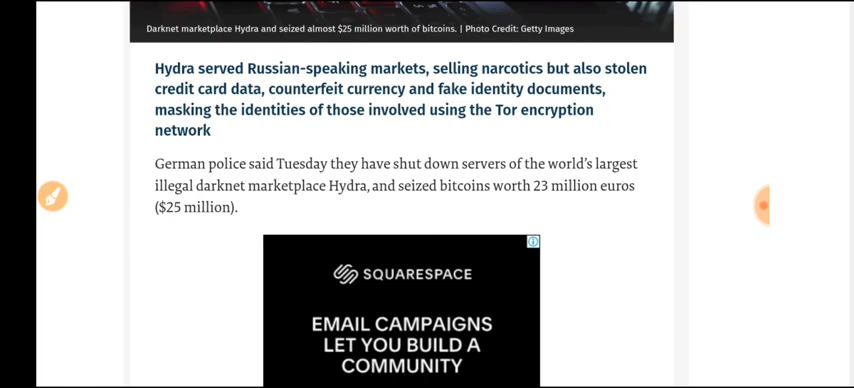 Darknet marketplace Hydra and seized almost $25 million worth of bitcoins. | Photo Credit: Getty Images
Hydra served Russian-speaking markets, selling narcotics but also stolen
credit card data, counterfeit currency and fake identity documents,
masking the identities of those involved using the Tor encryption
network
German police said Tuesday they have shut down servers of the world's largest
illegal darknet marketplace Hydra, and seized bitcoins worth 23 million euros
($25 million).
SQUARESPACE
EMAIL CAMPAIGNS
LET YOU BUILD A
COMMUNITY